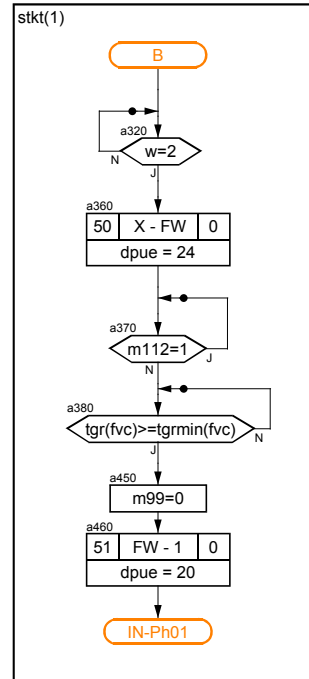 stkt(1)
B
a320
w=2
N
J
a360
50 X - FW 0
dpue = 24
a370
m112=1
J
N
a380
tgr(fvc)>=tgrmin(fvc)
N
J
a450
m99=0
a460
51 FW - 1 0
dpue = 20
IN-Ph01